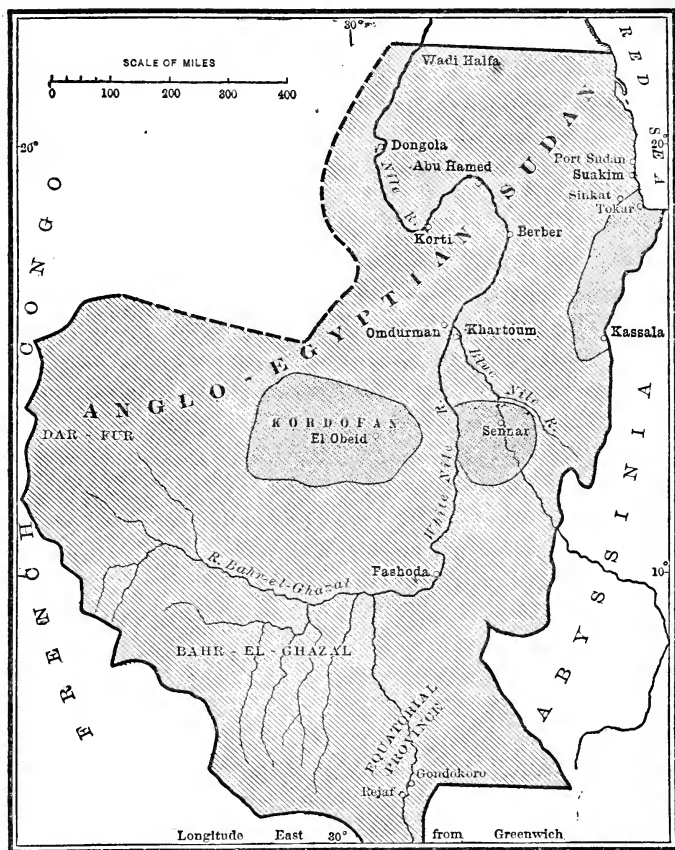 30°
SCALE OF MILES
0 100 200 300 400
RED SEA
Wadi Halfa
20°
20°
Dongola
Abu Hamed
Nile R.
Port Sudan
Suakim
Sinkat
Tokar
Korti
Berber
ANGLO-EGYPTIAN SUDAN
Omdurman
Khartoum
Kassala
Blue Nile R.
KORDOFAN
El Obeid
Sennar
DAR-FUR
White Nile R.
FRENCH CONGO
ABYSSINIA
R. Bahr-el-Ghazal
Fashoda
10°
BAHR-EL-GHAZAL
EQUATORIAL
PROVINCE
Gondokoro
Rejaf
Longitude East 30° from Greenwich